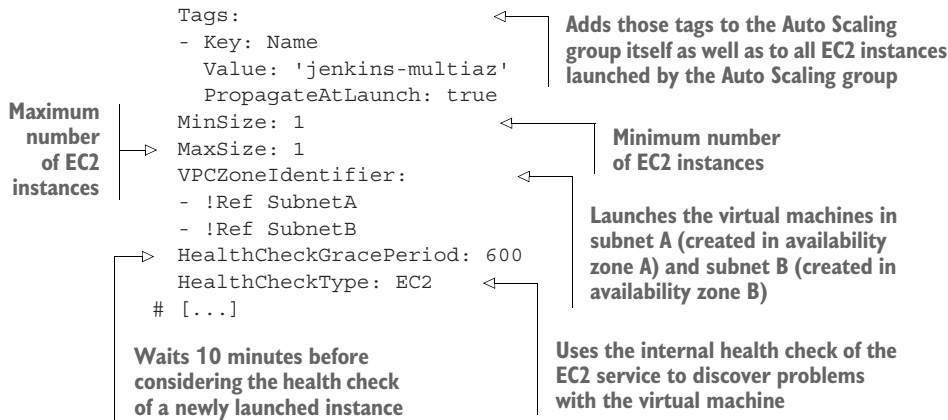 Tags:
- Key: Name
Value: 'jenkins-multiaz'
PropagateAtLaunch: true
MinSize: 1
MaxSize: 1
VPCZoneIdentifier:
- !Ref SubnetA
- !Ref SubnetB
HealthCheckGracePeriod: 600
HealthCheckType: EC2
# [...]
Adds those tags to the Auto Scaling
group itself as well as to all EC2 instances
launched by the Auto Scaling group
Maximum
number
of EC2
instances
Minimum number
of EC2 instances
Launches the virtual machines in
subnet A (created in availability
zone A) and subnet B (created in
availability zone B)
Waits 10 minutes before
considering the health check
of a newly launched instance
Uses the internal health check of the
EC2 service to discover problems
with the virtual machine